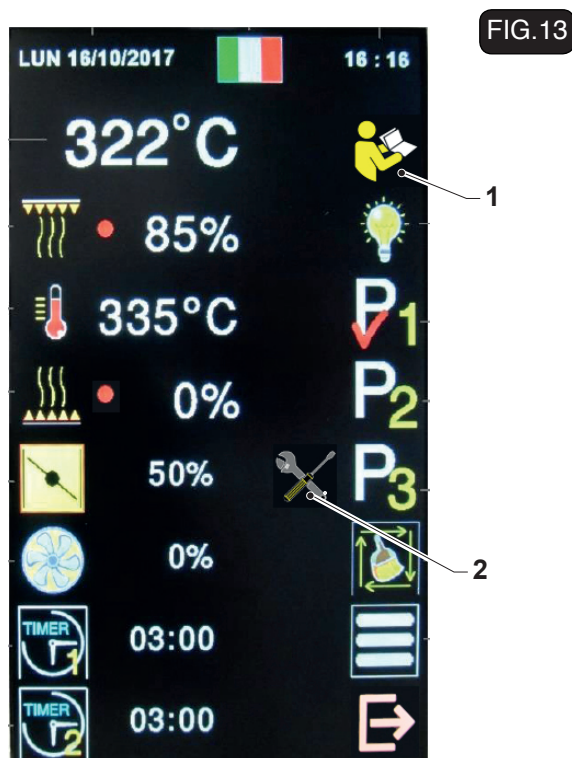 FIG.13
LUN 16/10/2017 16 : 16
322°C
1
85%
335°C P1
0% P2
50% P3
0% 2
TIMER 1 03:00
TIMER 2 03:00